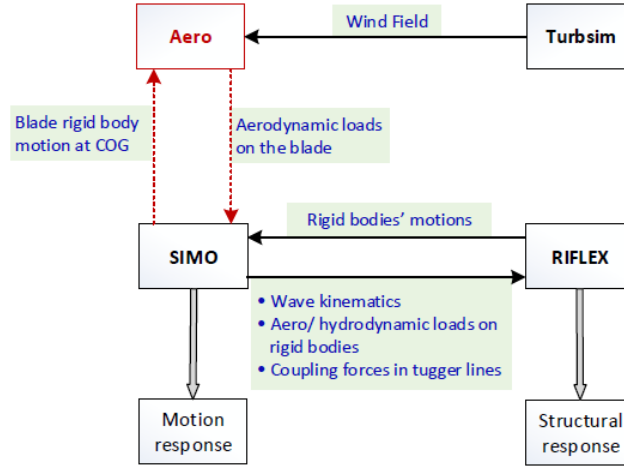 Aero
Wind Field
Turbsim
Blade rigid body
motion at COG
Aerodynamic loads
on the blade
Rigid bodies' motions
SIMO
RIFLEX
• Wave kinematics
• Aero/ hydrodynamic loads on
rigid bodies
• Coupling forces in tugger lines
Motion
response
Structural
response